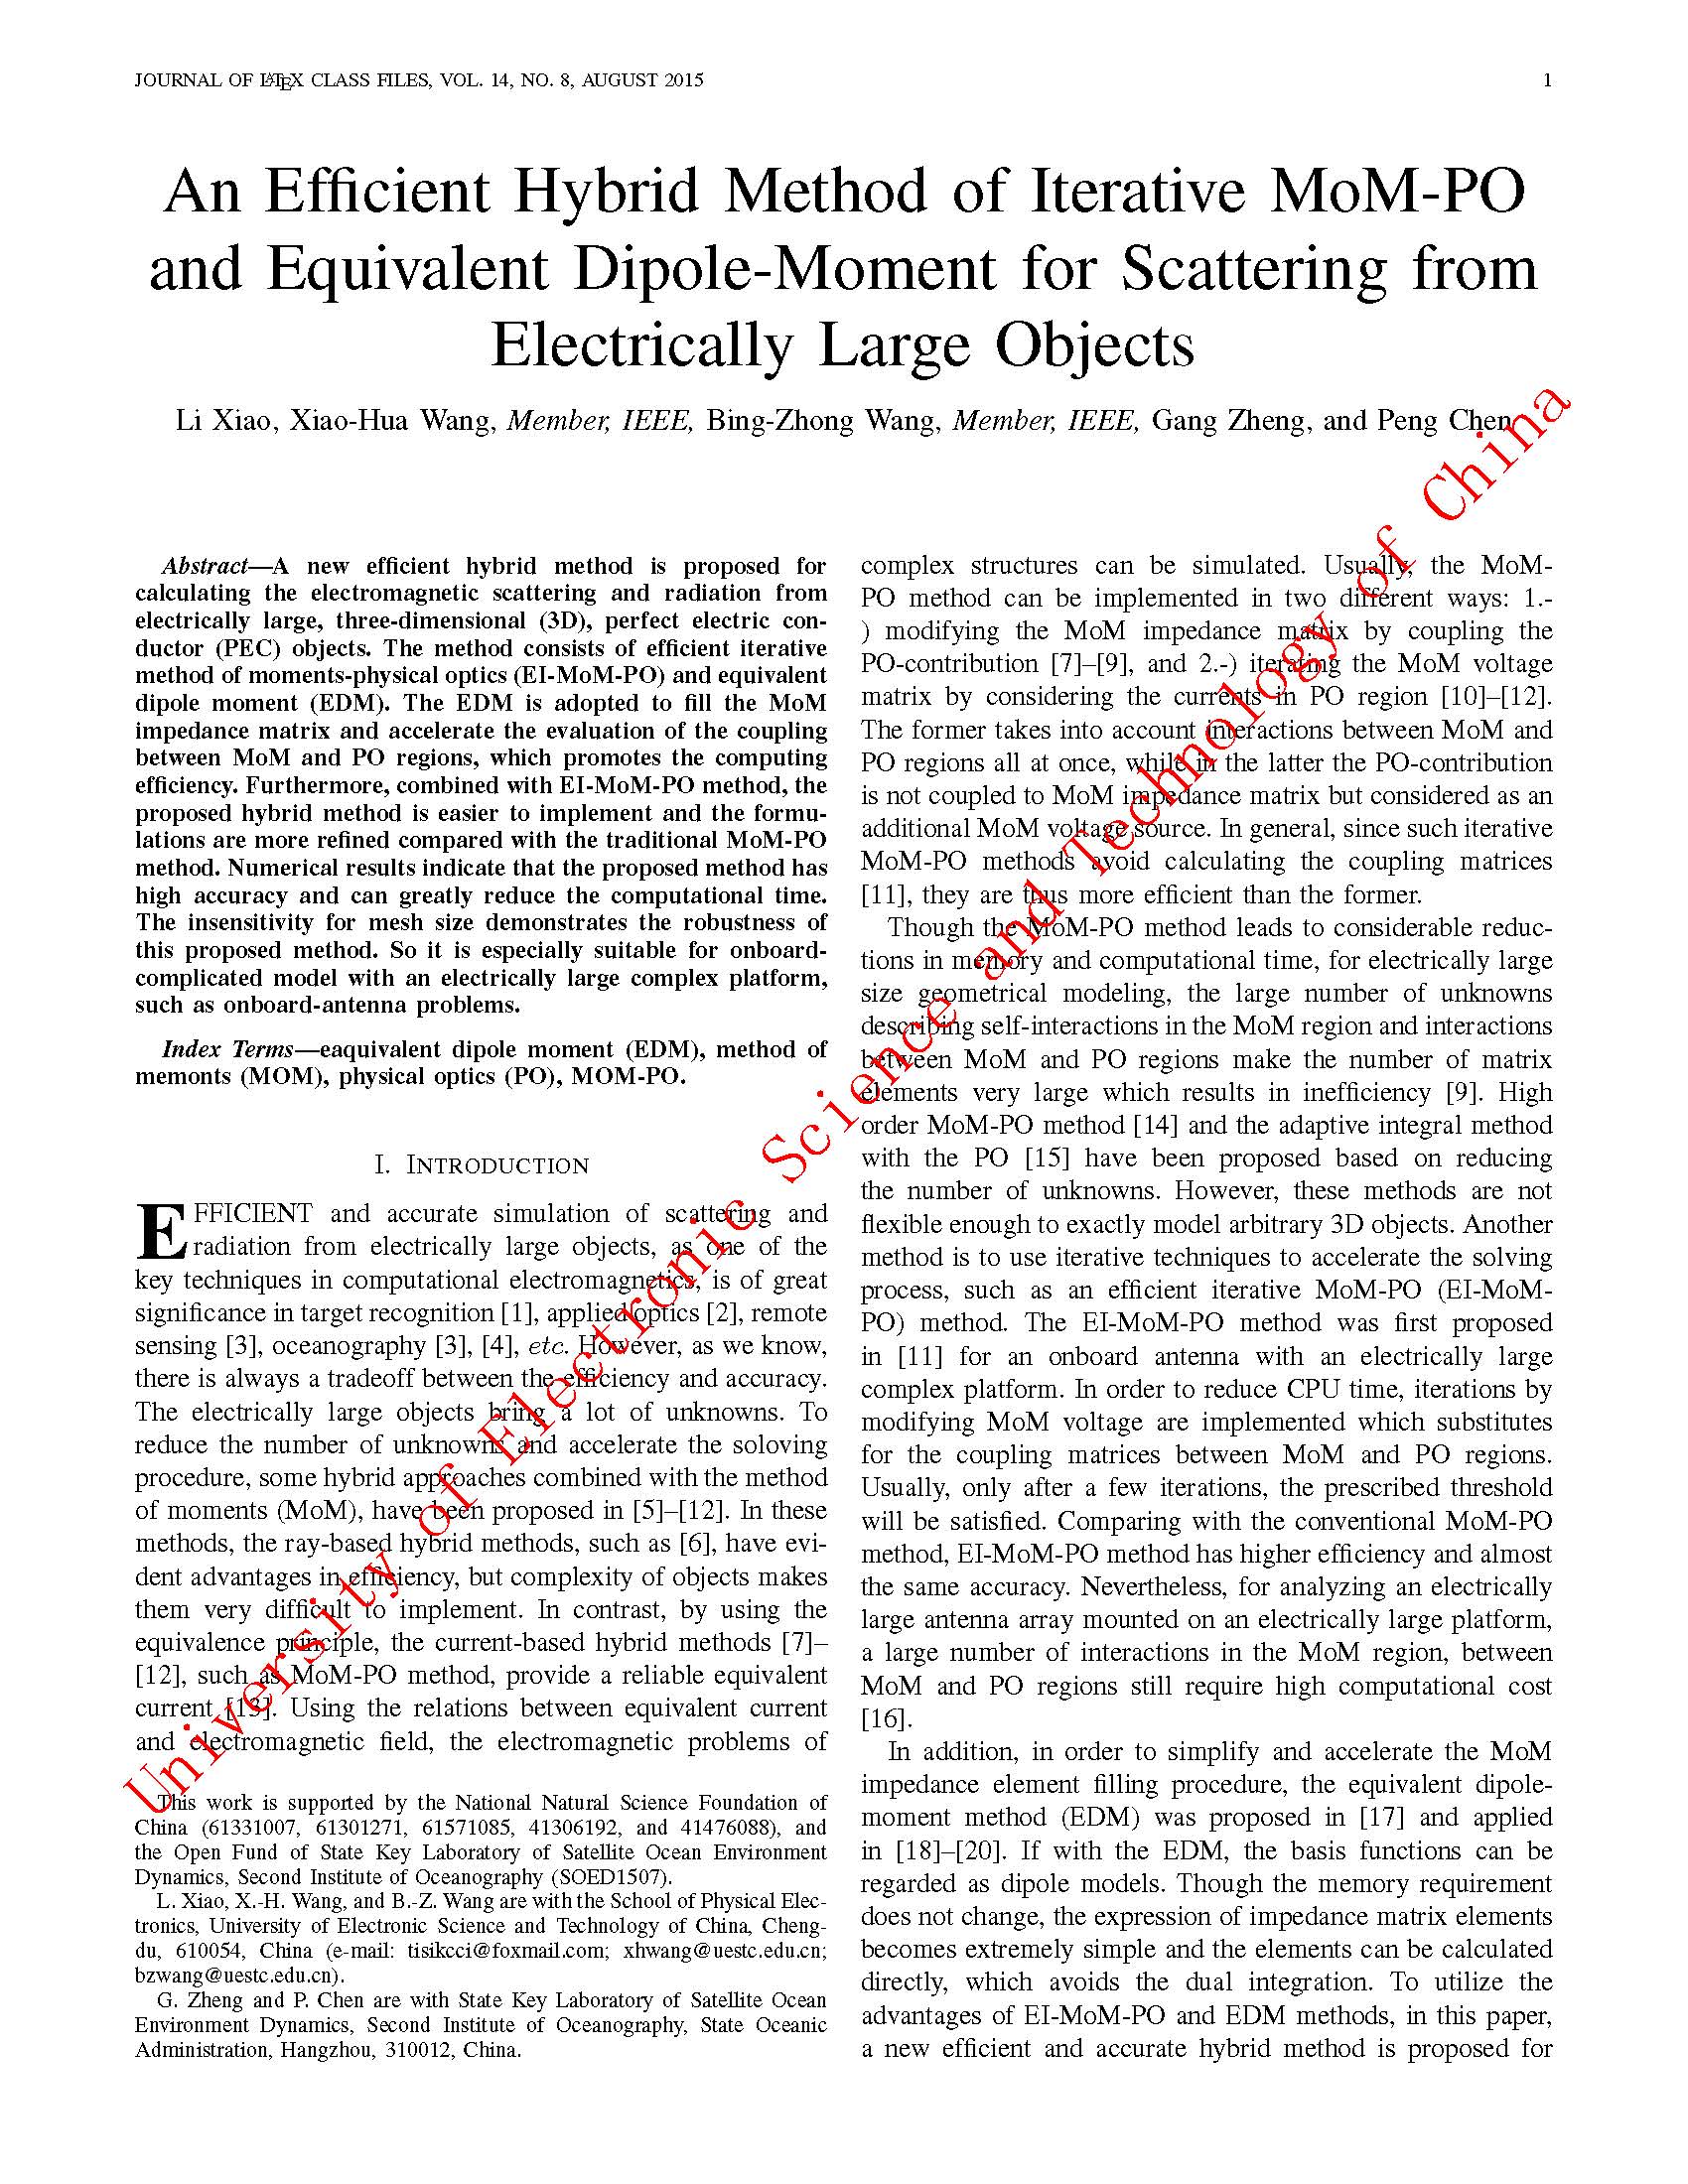 JOURNAL OF LATEX CLASS FILES, VOL. 14, NO. 8, AUGUST 2015
1
An Efficient Hybrid Method of Iterative MoM-PO
and Equivalent Dipole-Moment for Scattering from
Electrically Large Objects
Li Xiao, Xiao-Hua Wang, Member, IEEE, Bing-Zhong Wang, Member, IEEE, Gang Zheng, and Peng Chen
Abstract—A new efficient hybrid method is proposed for
calculating the electromagnetic scattering and radiation from
electrically large, three-dimensional (3D), perfect electric con-
ductor (PEC) objects. The method consists of efficient iterative
method of moments-physical optics (EI-MoM-PO) and equivalent
dipole moment (EDM). The EDM is adopted to fill the MoM
impedance matrix and accelerate the evaluation of the coupling
between MoM and PO regions, which promotes the computing
efficiency. Furthermore, combined with EI-MoM-PO method, the
proposed hybrid method is easier to implement and the formu-
lations are more refined compared with the traditional MoM-PO
method. Numerical results indicate that the proposed method has
high accuracy and can greatly reduce the computational time.
The insensitivity for mesh size demonstrates the robustness of
this proposed method. So it is especially suitable for onboard-
complicated model with an electrically large complex platform,
such as onboard-antenna problems.
Index Terms—eaquivalent dipole moment (EDM), method of
memonts (MOM), physical optics (PO), MOM-PO.
I. INTRODUCTION
EFFICIENT and accurate simulation of scattering and
radiation from electrically large objects, as one of the
key techniques in computational electromagnetics, is of great
significance in target recognition [1], applied optics [2], remote
sensing [3], oceanography [3], [4], etc. However, as we know,
there is always a tradeoff between the efficiency and accuracy.
The electrically large objects bring a lot of unknowns. To
reduce the number of unknowns and accelerate the soloving
procedure, some hybrid approaches combined with the method
of moments (MoM), have been proposed in [5]–[12]. In these
methods, the ray-based hybrid methods, such as [6], have evi-
dent advantages in efficiency, but complexity of objects makes
them very difficult to implement. In contrast, by using the
equivalence principle, the current-based hybrid methods [7]–
[12], such as MoM-PO method, provide a reliable equivalent
current [13]. Using the relations between equivalent current
and electromagnetic field, the electromagnetic problems of
This work is supported by the National Natural Science Foundation of
China (61331007, 61301271, 61571085, 41306192, and 41476088), and
the Open Fund of State Key Laboratory of Satellite Ocean Environment
Dynamics, Second Institute of Oceanography (SOED1507).
L. Xiao, X.-H. Wang, and B.-Z. Wang are with the School of Physical Elec-
tronics, University of Electronic Science and Technology of China, Cheng-
du, 610054, China (e-mail: tisikcci@foxmail.com; xhwang@uestc.edu.cn;
bzwang@uestc.edu.cn).
G. Zheng and P. Chen are with State Key Laboratory of Satellite Ocean
Environment Dynamics, Second Institute of Oceanography, State Oceanic
Administration, Hangzhou, 310012, China.
complex structures can be simulated. Usually, the MoM-
PO method can be implemented in two different ways: 1.-
) modifying the MoM impedance matrix by coupling the
PO-contribution [7]–[9], and 2.-) iterating the MoM voltage
matrix by considering the currents in PO region [10]–[12].
The former takes into account interactions between MoM and
PO regions all at once, while in the latter the PO-contribution
is not coupled to MoM impedance matrix but considered as an
additional MoM voltage source. In general, since such iterative
MoM-PO methods avoid calculating the coupling matrices
[11], they are thus more efficient than the former.
Though the MoM-PO method leads to considerable reduc-
tions in memory and computational time, for electrically large
size geometrical modeling, the large number of unknowns
describing self-interactions in the MoM region and interactions
between MoM and PO regions make the number of matrix
elements very large which results in inefficiency [9]. High
order MoM-PO method [14] and the adaptive integral method
with the PO [15] have been proposed based on reducing
the number of unknowns. However, these methods are not
flexible enough to exactly model arbitrary 3D objects. Another
method is to use iterative techniques to accelerate the solving
process, such as an efficient iterative MoM-PO (EI-MoM-
PO) method. The EI-MoM-PO method was first proposed
in [11] for an onboard antenna with an electrically large
complex platform. In order to reduce CPU time, iterations by
modifying MoM voltage are implemented which substitutes
for the coupling matrices between MoM and PO regions.
Usually, only after a few iterations, the prescribed threshold
will be satisfied. Comparing with the conventional MoM-PO
method, EI-MoM-PO method has higher efficiency and almost
the same accuracy. Nevertheless, for analyzing an electrically
large antenna array mounted on an electrically large platform,
a large number of interactions in the MoM region, between
MoM and PO regions still require high computational cost
[16].
In addition, in order to simplify and accelerate the MoM
impedance element filling procedure, the equivalent dipole-
moment method (EDM) was proposed in [17] and applied
in [18]–[20]. If with the EDM, the basis functions can be
regarded as dipole models. Though the memory requirement
does not change, the expression of impedance matrix elements
becomes extremely simple and the elements can be calculated
directly, which avoids the dual integration. To utilize the
advantages of EI-MoM-PO and EDM methods, in this paper,
a new efficient and accurate hybrid method is proposed for
University of Electronic Science and Technology of China